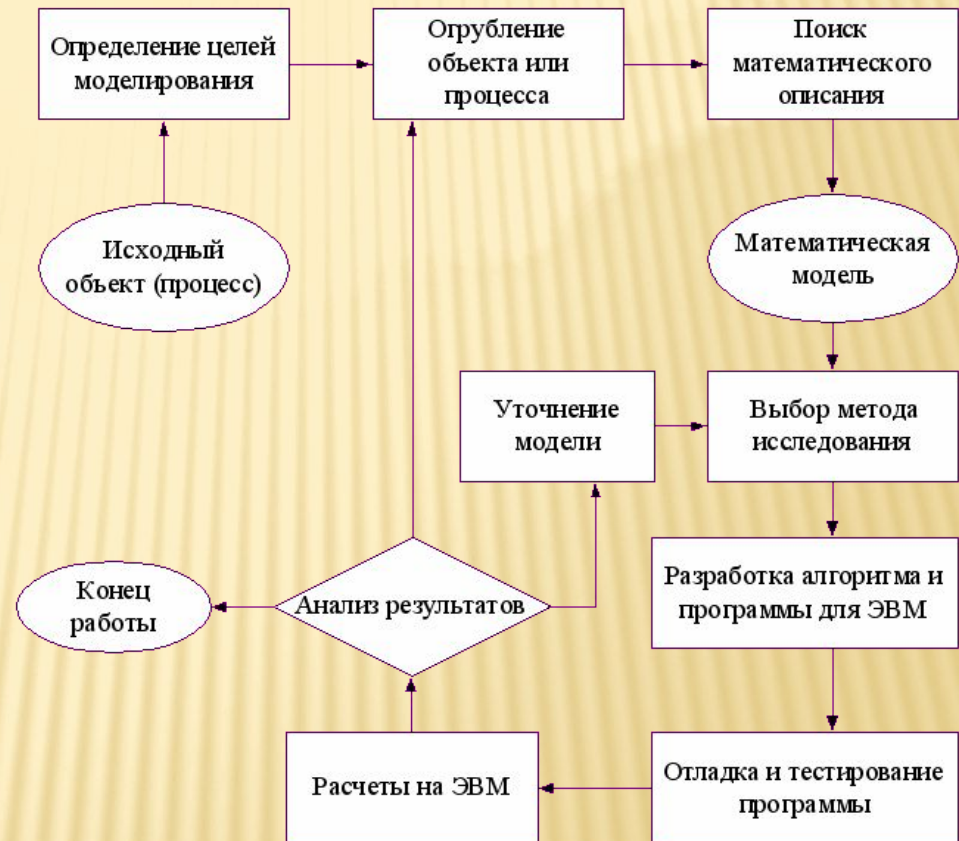 Определение целей
моделирования
Огрубление
объекта или
процесса
Поиск
математического
описания
Исходный
объект (процесс)
Математическая
модель
Уточнение
модели
Выбор метода
исследования
Конец
работы
Анализ результатов
Разработка алгоритма и
программы для ЭВМ
Расчеты на ЭВМ
Отладка и тестирование
программы